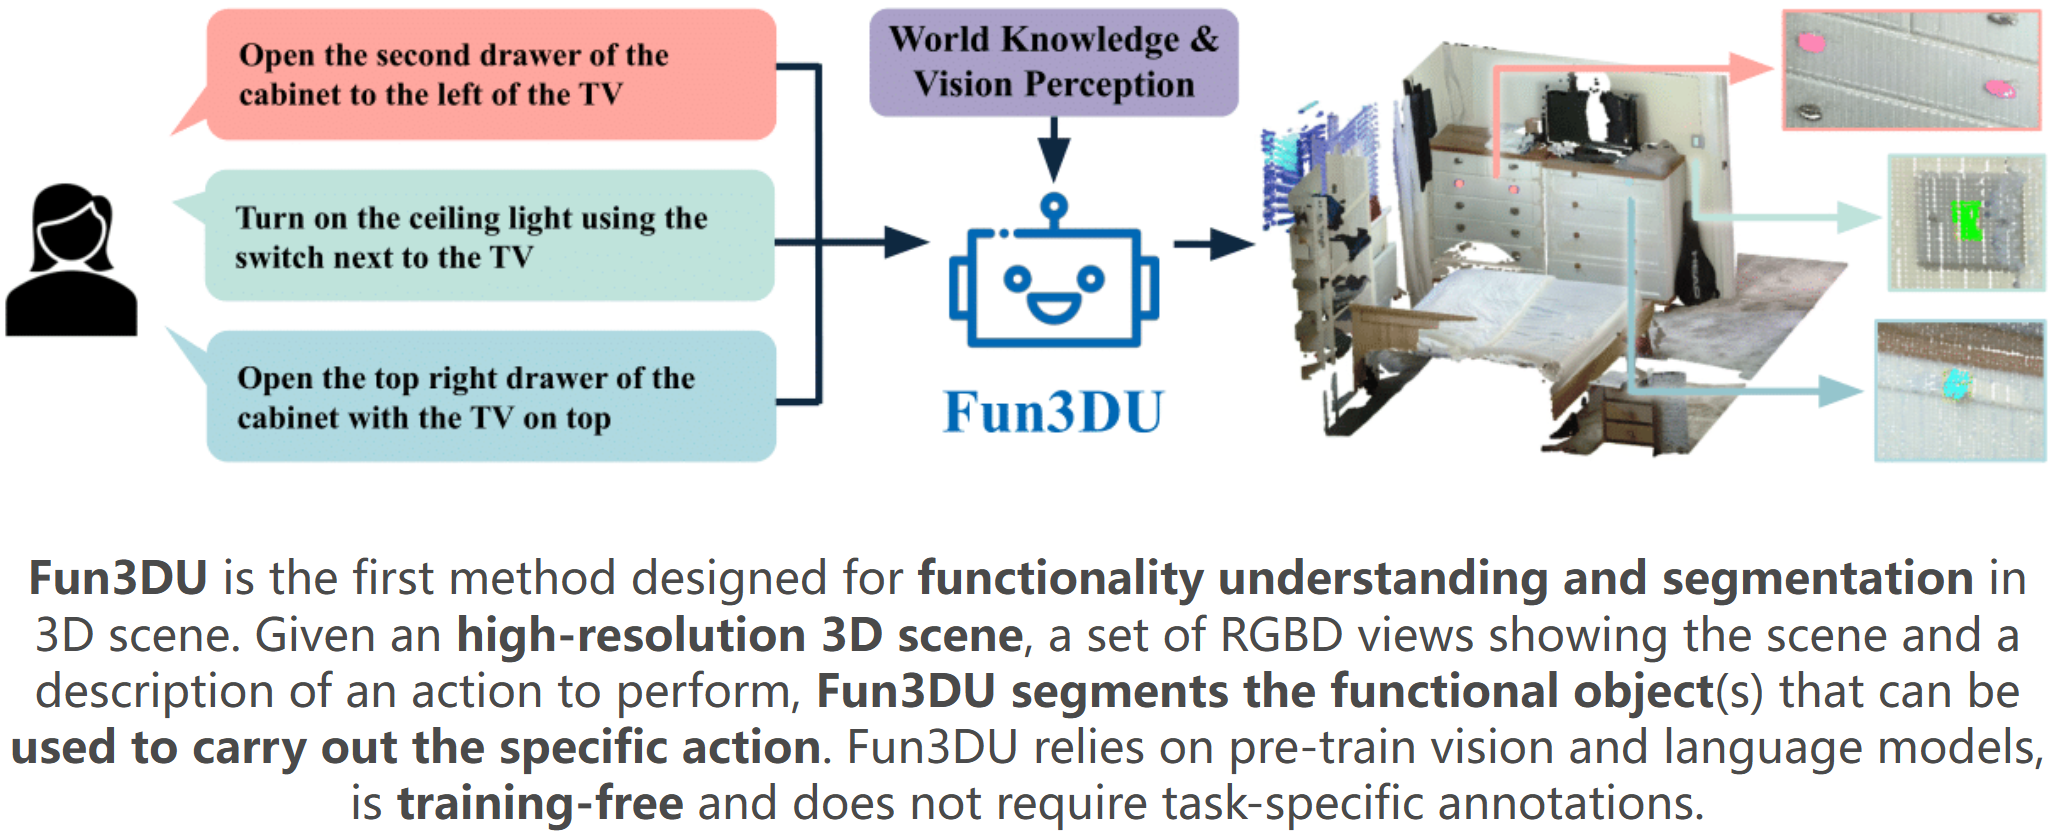 Open the second drawer of the
cabinet to the left of the TV
Turn on the ceiling light using the
switch next to the TV
Open the top right drawer of the
cabinet with the TV on top
World Knowledge &
Vision Perception
Fun3DU
HEAD
Fun3DU is the first method designed for functionality understanding and segmentation in
3D scene. Given an high-resolution 3D scene, a set of RGBD views showing the scene and a
description of an action to perform, Fun3DU segments the functional object(s) that can be
used to carry out the specific action. Fun3DU relies on pre-train vision and language models,
is training-free and does not require task-specific annotations.